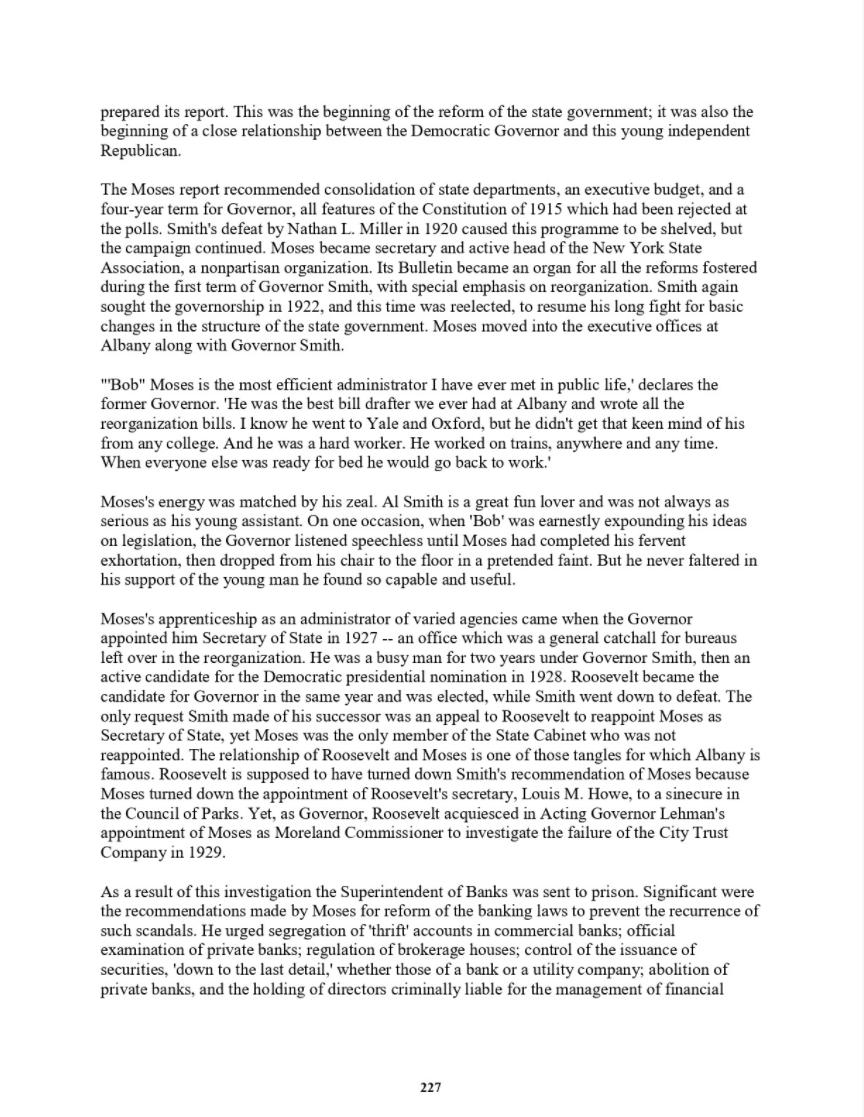 prepared its report. This was the beginning of the reform of the state government; it was also the
beginning of a close relationship between the Democratic Governor and this young independent
Republican.
The Moses report recommended consolidation of state departments, an executive budget, and a
four-year term for Governor, all features of the Constitution of 1915 which had been rejected at
the polls. Smith's defeat by Nathan L. Miller in 1920 caused this programme to be shelved, but
the campaign continued. Moses became secretary and active head of the New York State
Association, a nonpartisan organization. Its Bulletin became an organ for all the reforms fostered
during the first term of Governor Smith, with special emphasis on reorganization. Smith again
sought the governorship in 1922, and this time was reelected, to resume his long fight for basic
changes in the structure of the state government. Moses moved into the executive offices at
Albany along with Governor Smith.
"'Bob" Moses is the most efficient administrator I have ever met in public life,' declares the
former Governor. 'He was the best bill drafter we ever had at Albany and wrote all the
reorganization bills. I know he went to Yale and Oxford, but he didn't get that keen mind of his
from any college. And he was a hard worker. He worked on trains, anywhere and any time.
When everyone else was ready for bed he would go back to work.'
Moses's energy was matched by his zeal. Al Smith is a great fun lover and was not always as
serious as his young assistant. On one occasion, when 'Bob' was earnestly expounding his ideas
on legislation, the Governor listened speechless until Moses had completed his fervent
exhortation, then dropped from his chair to the floor in a pretended faint. But he never faltered in
his support of the young man he found so capable and useful.
Moses's apprenticeship as an administrator of varied agencies came when the Governor
appointed him Secretary of State in 1927 -- an office which was a general catchall for bureaus
left over in the reorganization. He was a busy man for two years under Governor Smith, then an
active candidate for the Democratic presidential nomination in 1928. Roosevelt became the
candidate for Governor in the same year and was elected, while Smith went down to defeat. The
only request Smith made of his successor was an appeal to Roosevelt to reappoint Moses as
Secretary of State, yet Moses was the only member of the State Cabinet who was not
reappointed. The relationship of Roosevelt and Moses is one of those tangles for which Albany is
famous. Roosevelt is supposed to have turned down Smith's recommendation of Moses because
Moses turned down the appointment of Roosevelt's secretary, Louis M. Howe, to a sinecure in
the Council of Parks. Yet, as Governor, Roosevelt acquiesced in Acting Governor Lehman's
appointment of Moses as Moreland Commissioner to investigate the failure of the City Trust
Company in 1929.
As a result of this investigation the Superintendent of Banks was sent to prison. Significant were
the recommendations made by Moses for reform of the banking laws to prevent the recurrence of
such scandals. He urged segregation of 'thrift' accounts in commercial banks; official
examination of private banks; regulation of brokerage houses; control of the issuance of
securities, 'down to the last detail,' whether those of a bank or a utility company; abolition of
private banks, and the holding of directors criminally liable for the management of financial
227